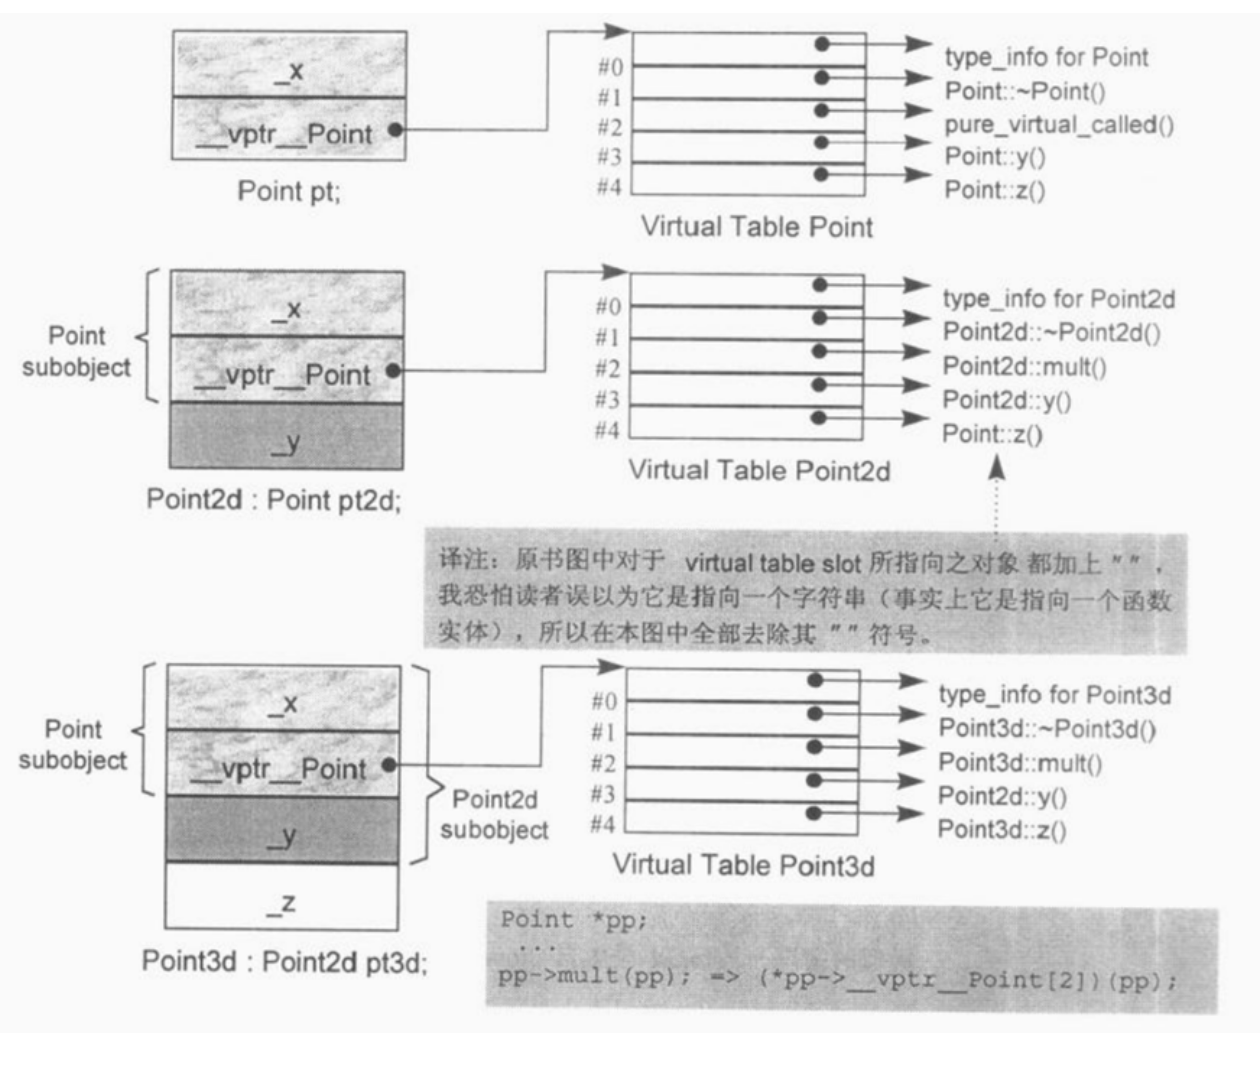 _x
__vptr__Point
Point pt;
#0
#1
#2
#3
#4
type_info for Point
Point::~Point()
pure_virtual_called()
Point::y()
Point::z()
Virtual Table Point
Point
subobject
_x
__vptr__Point
_y
Point2d : Point pt2d;
#0
#1
#2
#3
#4
type_info for Point2d
Point2d::~Point2d()
Point2d::mult()
Point2d::y()
Point::z()
Virtual Table Point2d
译注：原书图中对于 virtual table slot 所指向之对象 都加上 ″ ″，
我恐怕读者误以为它是指向一个字符串（事实上它是指向一个函数
实体），所以在本图中全部去除其 ″ ″ 符号。
Point
subobject
_x
__vptr__Point
_y
_z
Point2d
subobject
Point3d : Point2d pt3d;
#0
#1
#2
#3
#4
type_info for Point3d
Point3d::~Point3d()
Point3d::mult()
Point2d::y()
Point3d::z()
Virtual Table Point3d
Point *pp;
...
pp->mult(pp); => (*pp->__vptr__Point[2])(pp);